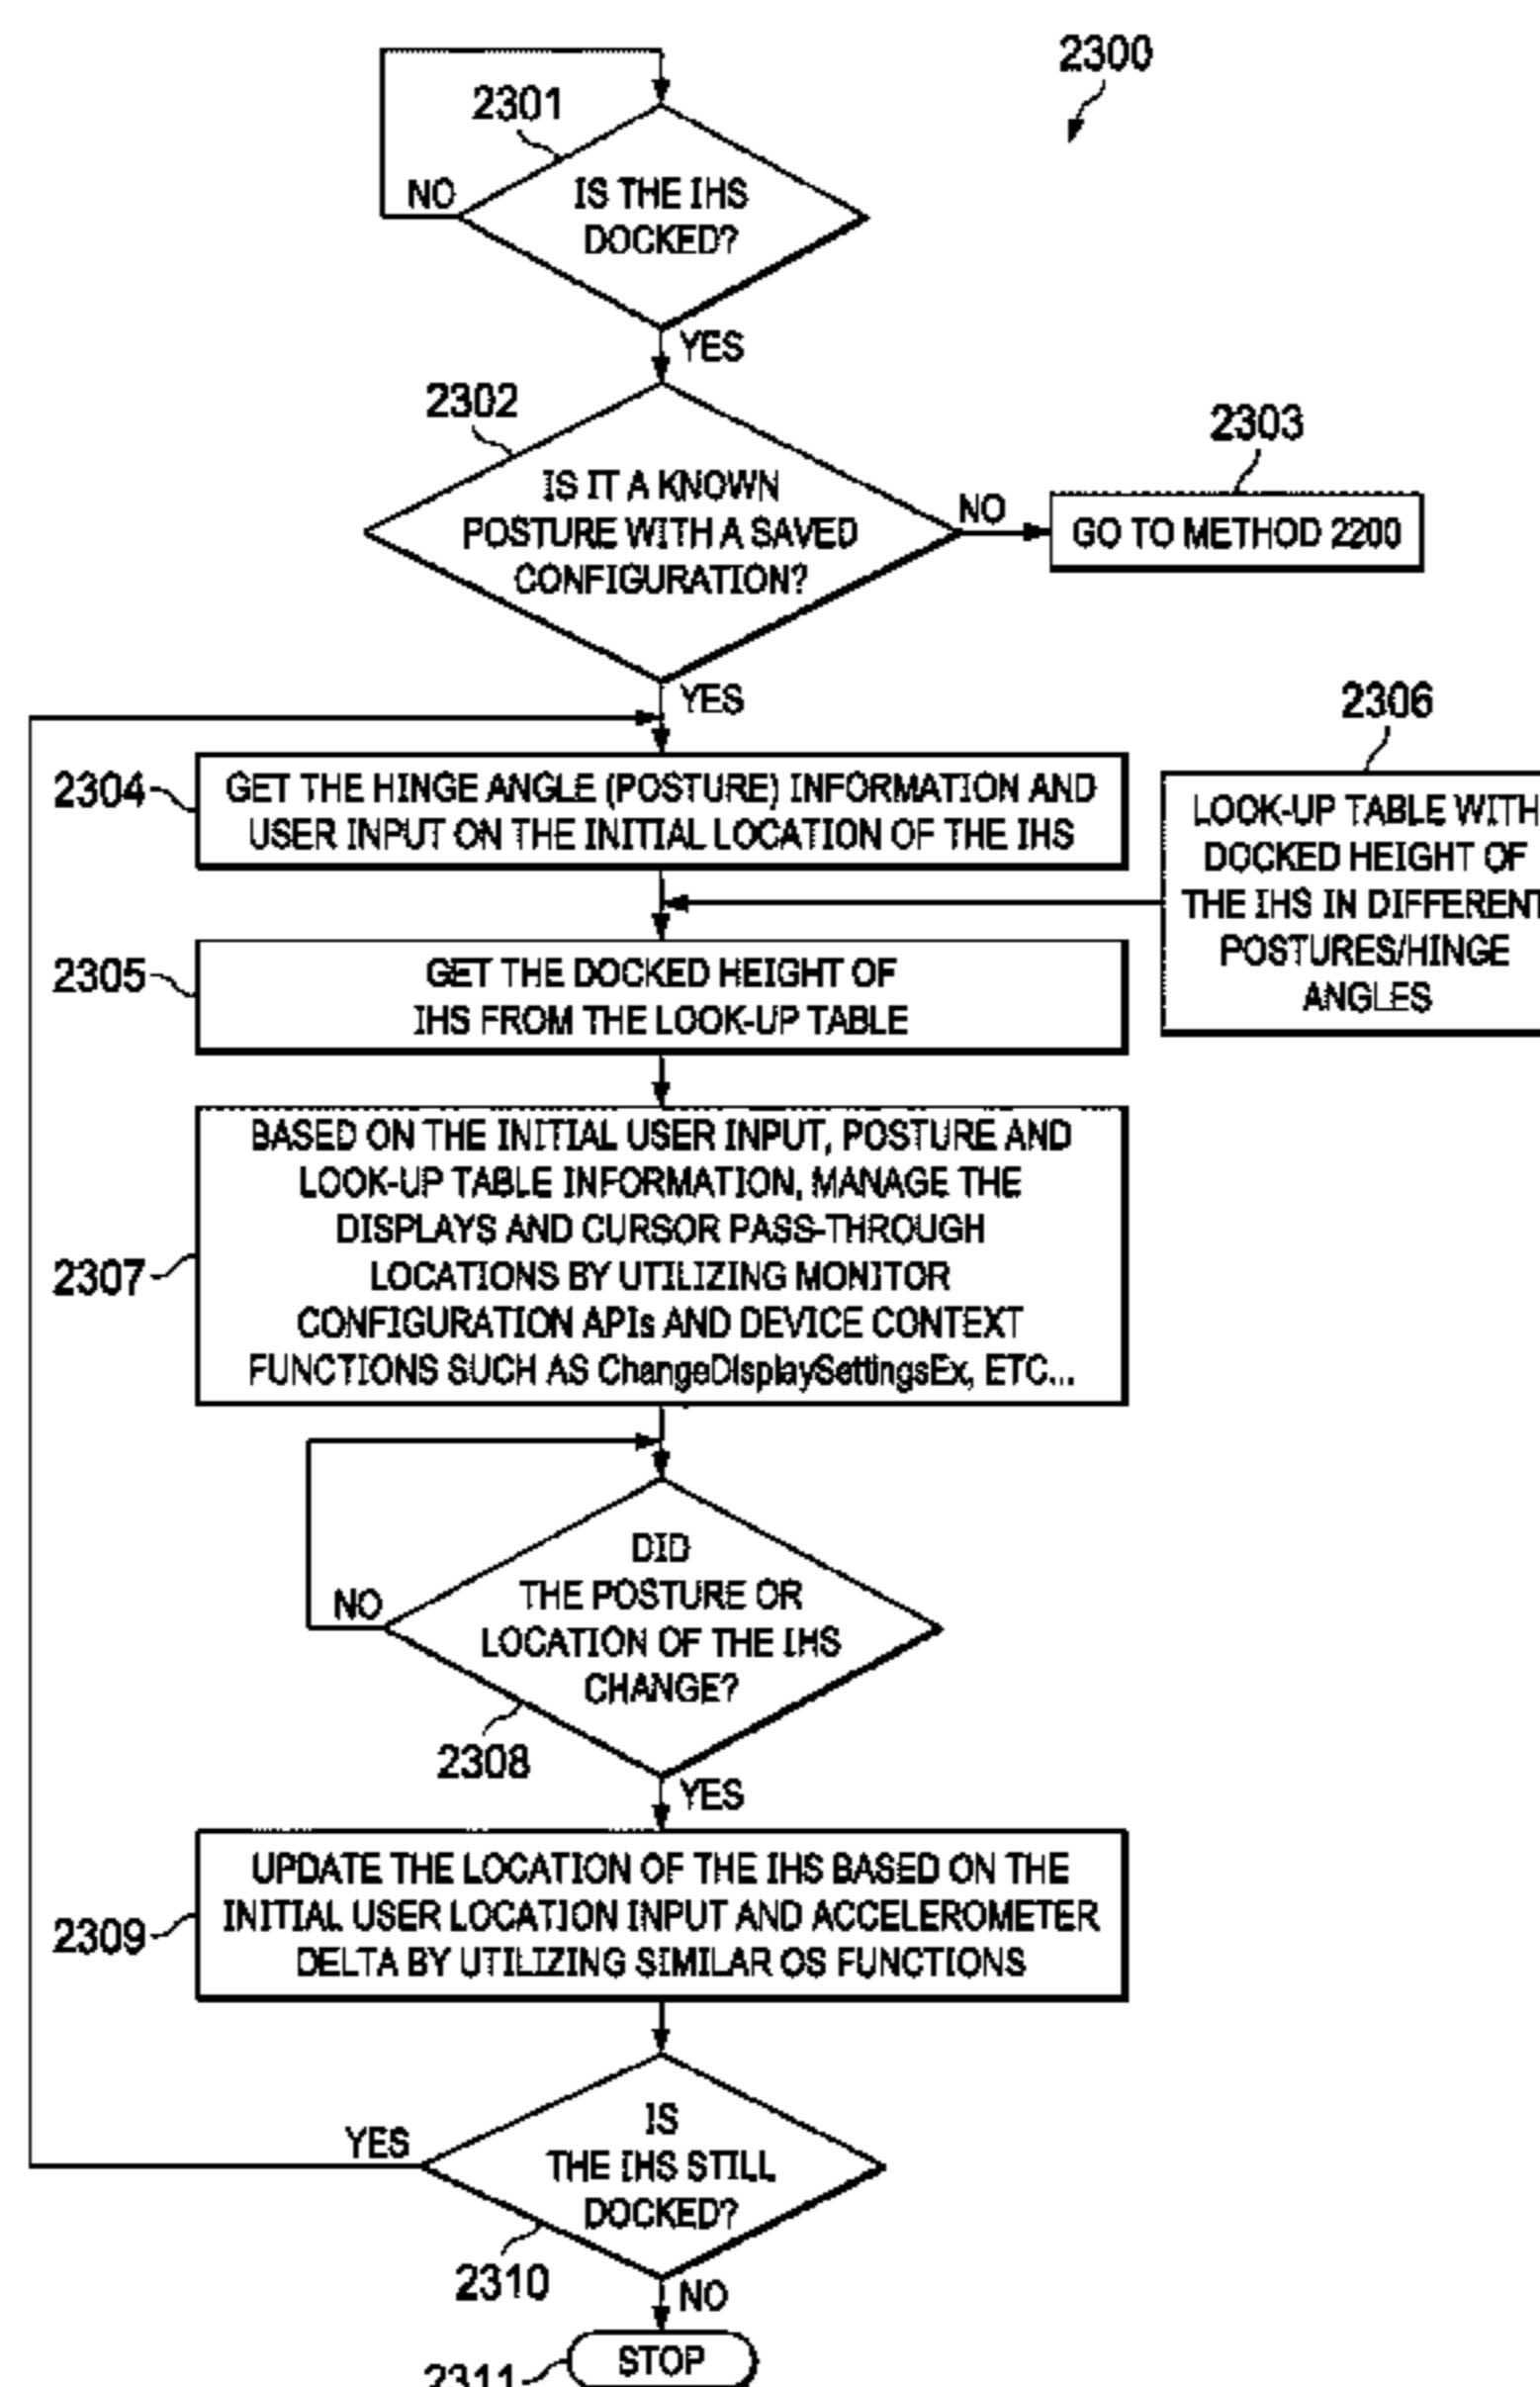 2300
2301
NO
IS THE IHS
DOCKED?
YES
2302
IS IT A KNOWN
POSTURE WITH A SAVED
CONFIGURATION?
NO
2303
GO TO METHOD 2200
YES
2304
GET THE HINGE ANGLE (POSTURE) INFORMATION AND
USER INPUT ON THE INITIAL LOCATION OF THE IHS
2306
LOOK-UP TABLE WITH
DOCKED HEIGHT OF
THE IHS IN DIFFERENT
POSTURES/HINGE
ANGLES
2305
GET THE DOCKED HEIGHT OF
IHS FROM THE LOOK-UP TABLE
2307
BASED ON THE INITIAL USER INPUT, POSTURE AND
LOOK-UP TABLE INFORMATION, MANAGE THE
DISPLAYS AND CURSOR PASS-THROUGH
LOCATIONS BY UTILIZING MONITOR
CONFIGURATION APIs AND DEVICE CONTEXT
FUNCTIONS SUCH AS ChangeDisplaySettingsEx, ETC...
NO
DID
THE POSTURE OR
LOCATION OF THE IHS
CHANGE?
2308
YES
2309
UPDATE THE LOCATION OF THE IHS BASED ON THE
INITIAL USER LOCATION INPUT AND ACCELEROMETER
DELTA BY UTILIZING SIMILAR OS FUNCTIONS
YES
IS
THE IHS STILL
DOCKED?
2310
NO
STOP
2311